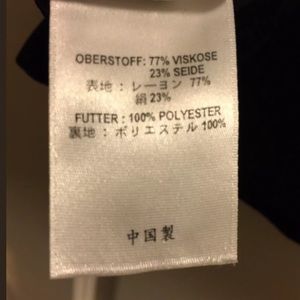 OBERSTOFF: 77% VISKOSE
23% SEIDE
表地：レーヨン 77%
絹 23%
FUTTER : 100% POLYESTER
裏地：ポリエステル 100%
中国製